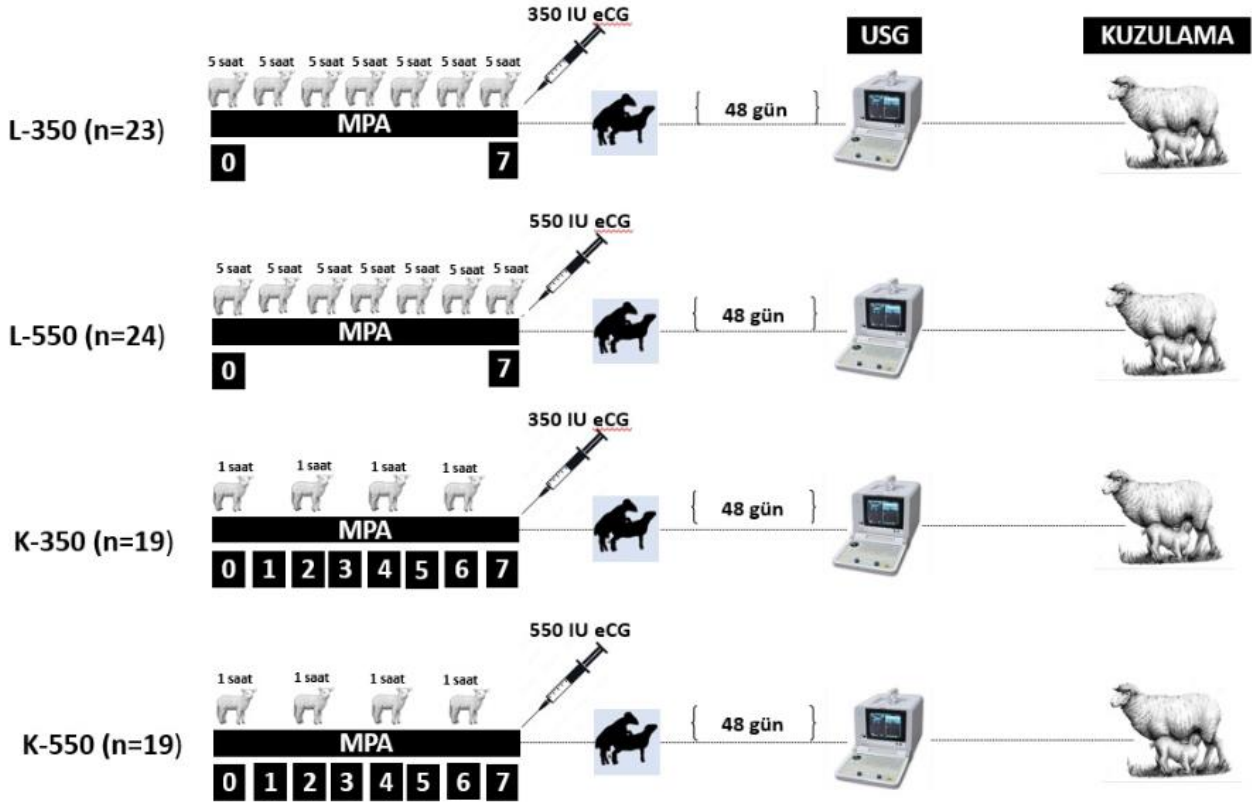 350 IU eCG
USG
KUZULAMA
5 saat 5 saat 5 saat 5 saat 5 saat 5 saat 5 saat
L-350 (n=23)
MPA
48 gün
0 7
550 IU eCG
5 saat 5 saat 5 saat 5 saat 5 saat 5 saat 5 saat
L-550 (n=24)
MPA
48 gün
0 7
350 IU eCG
1 saat 1 saat 1 saat 1 saat
K-350 (n=19)
MPA
48 gün
0 1 2 3 4 5 6 7
550 IU eCG
1 saat 1 saat 1 saat 1 saat
K-550 (n=19)
MPA
48 gün
0 1 2 3 4 5 6 7